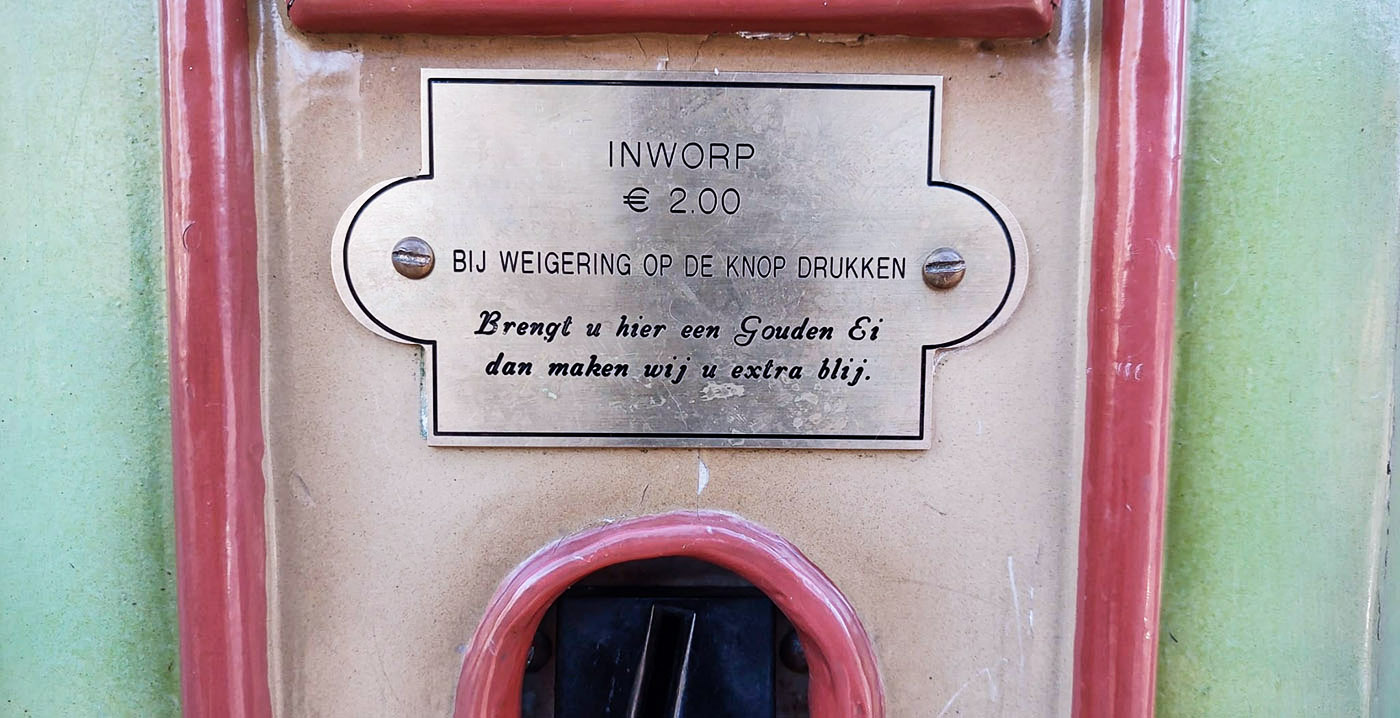 INWORP
€ 2.00
BIJ WEIGERING OP DE KNOP DRUKKEN
Brengt u hier een Gouden Ei
dan maken wij u extra blij.